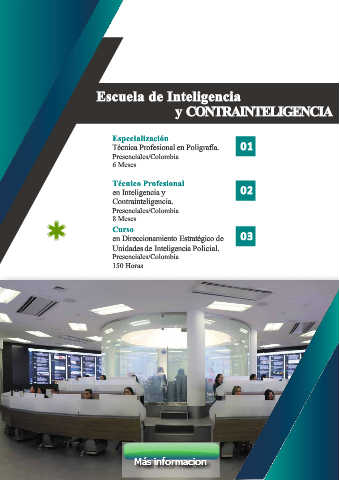 Escuela de Inteligencia
y CONTRAINTELIGENCIA
Especialización
Técnica Profesional en Poligrafía.
Presenciales/Colombia
6 Meses
01
Técnico Profesional
en Inteligencia y
Contrainteligencia.
Presenciales/Colombia
8 Meses
02
Curso
en Direccionamiento Estratégico de
Unidades de Inteligencia Policial.
Presenciales/Colombia
150 Horas
03
Más informacion